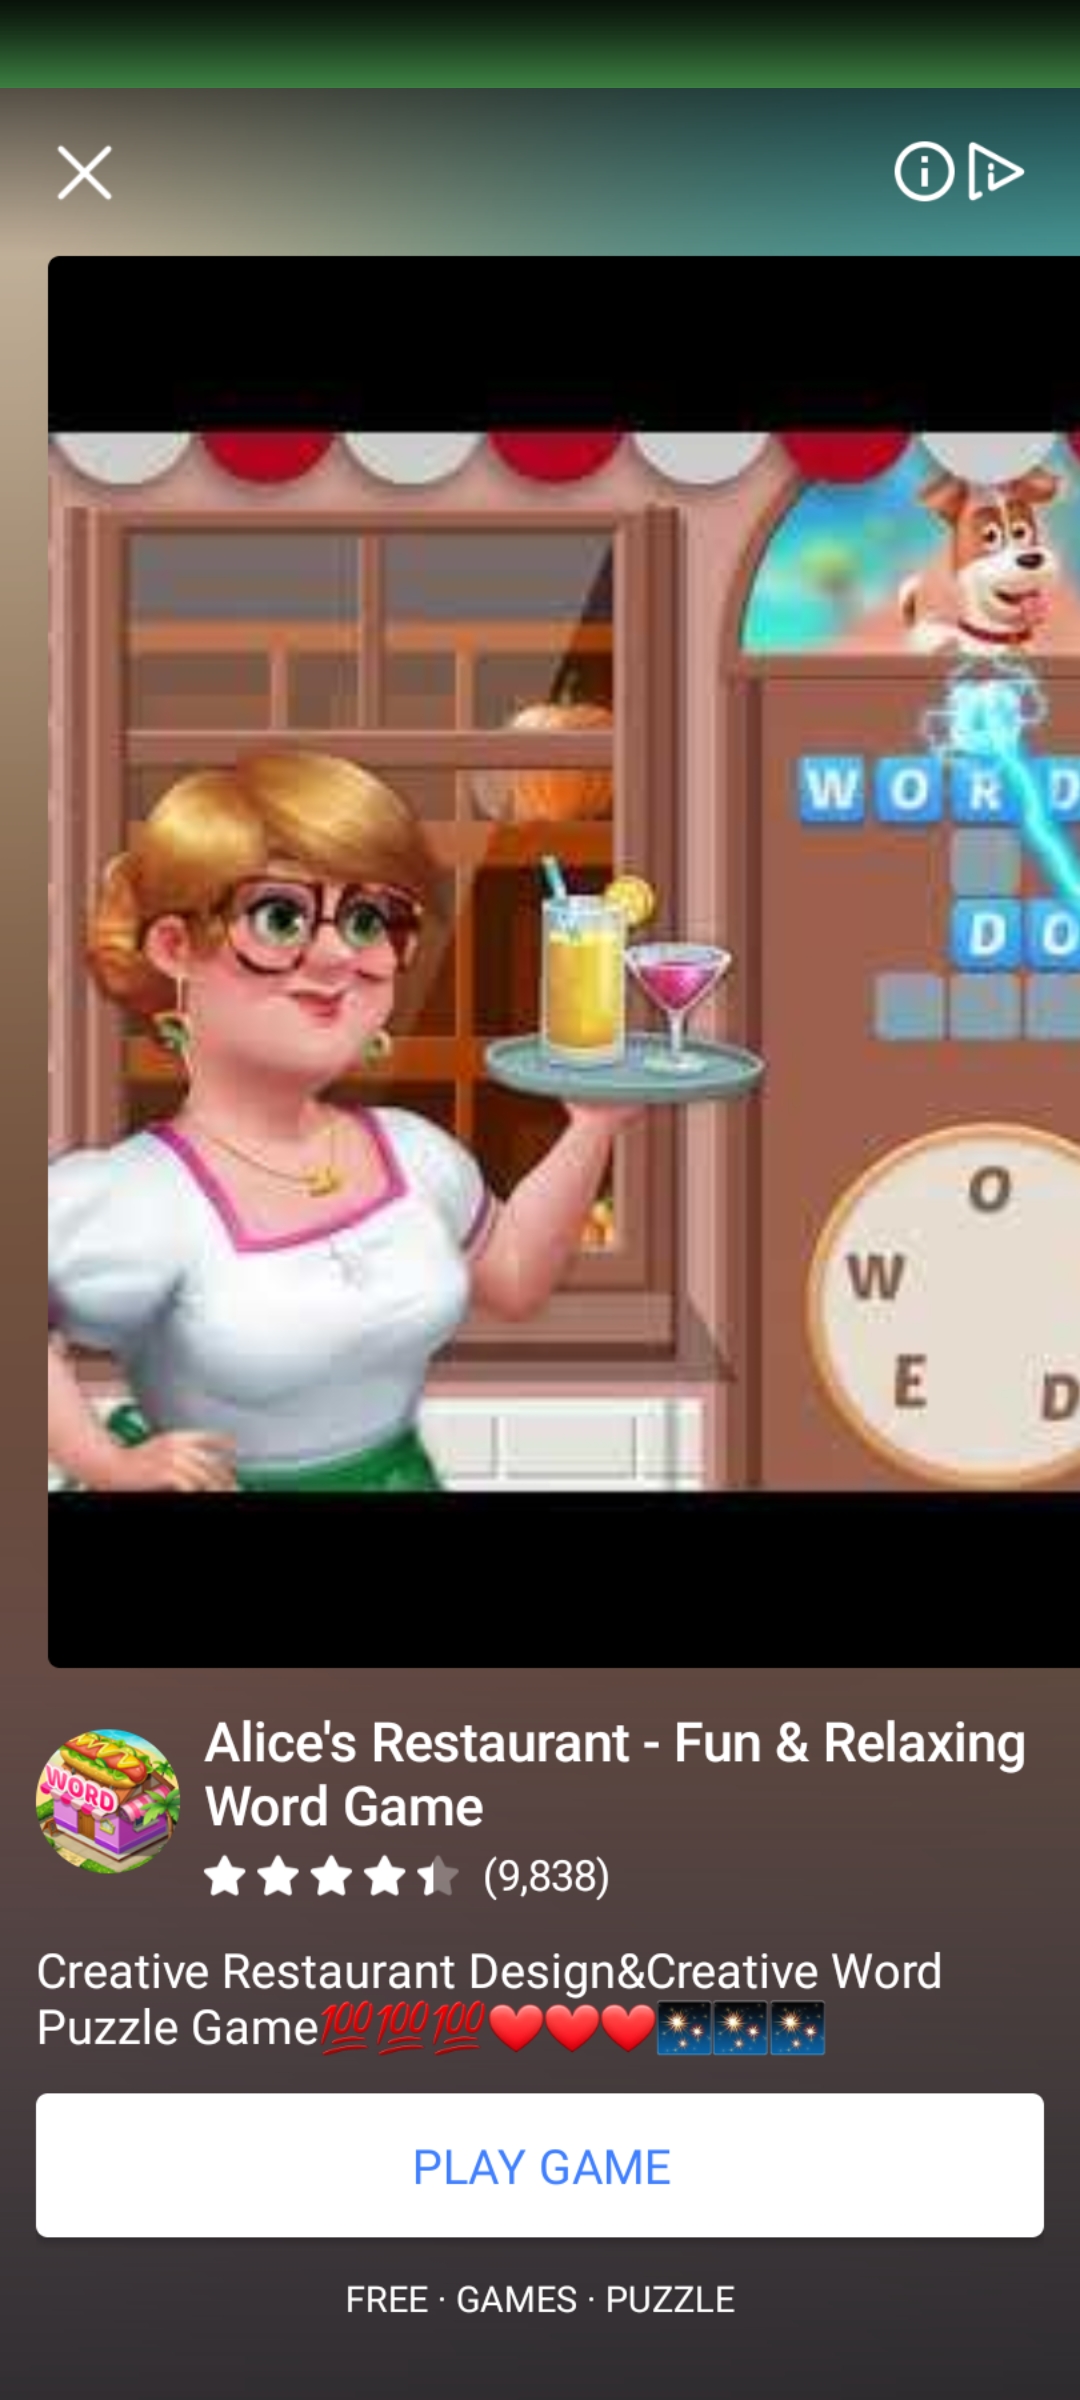 WORD
DO
O
W
E
D
WORD
Alice's Restaurant - Fun & Relaxing
Word Game
(9,838)
Creative Restaurant Design&Creative Word
Puzzle Game💯💯💯❤️❤️❤️🎇🎇🎇
PLAY GAME
FREE · GAMES · PUZZLE